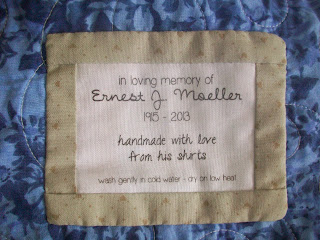 in loving memory of
Ernest J. Moeller
1915 - 2013
handmade with love
from his shirts
wash gently in cold water - dry on low heat